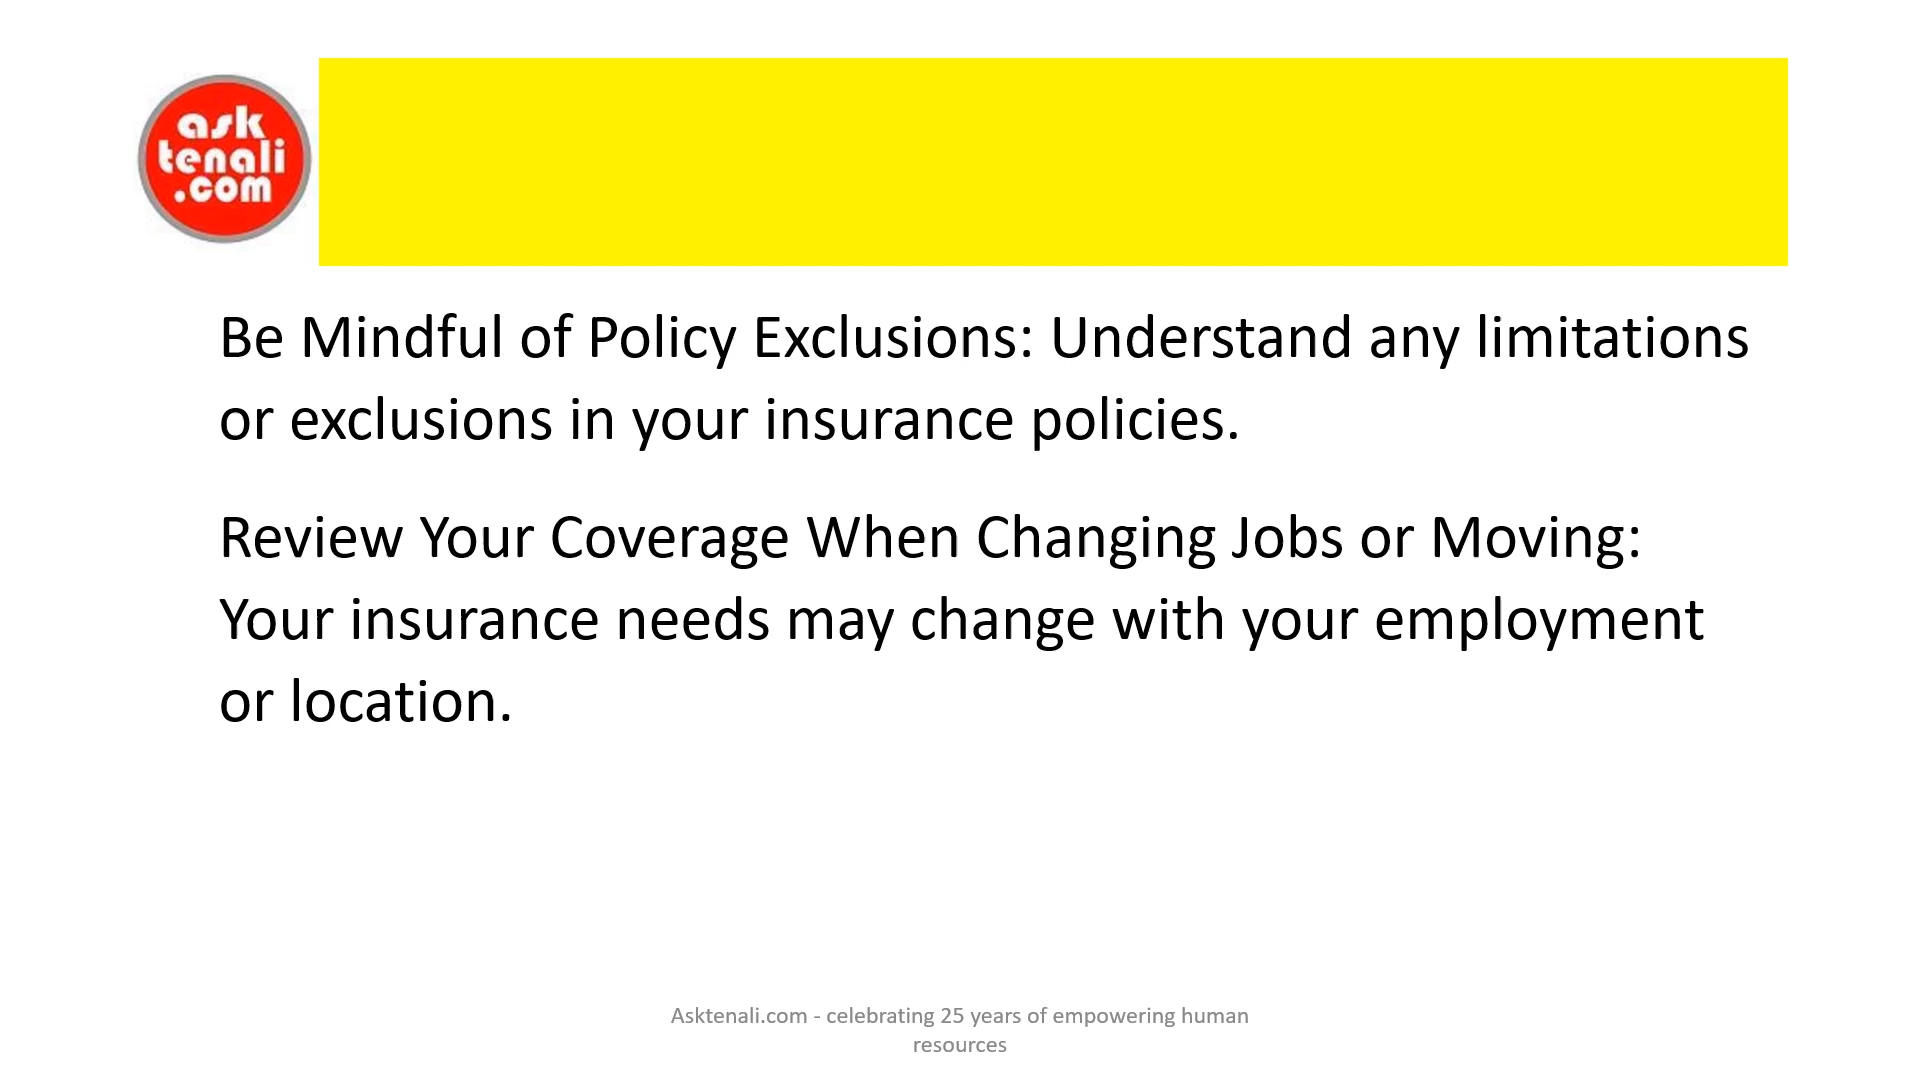 ask
tenali
.com
Be Mindful of Policy Exclusions: Understand any limitations
or exclusions in your insurance policies.
Review Your Coverage When Changing Jobs or Moving:
Your insurance needs may change with your employment
or location.
Asktenali.com - celebrating 25 years of empowering human
resources